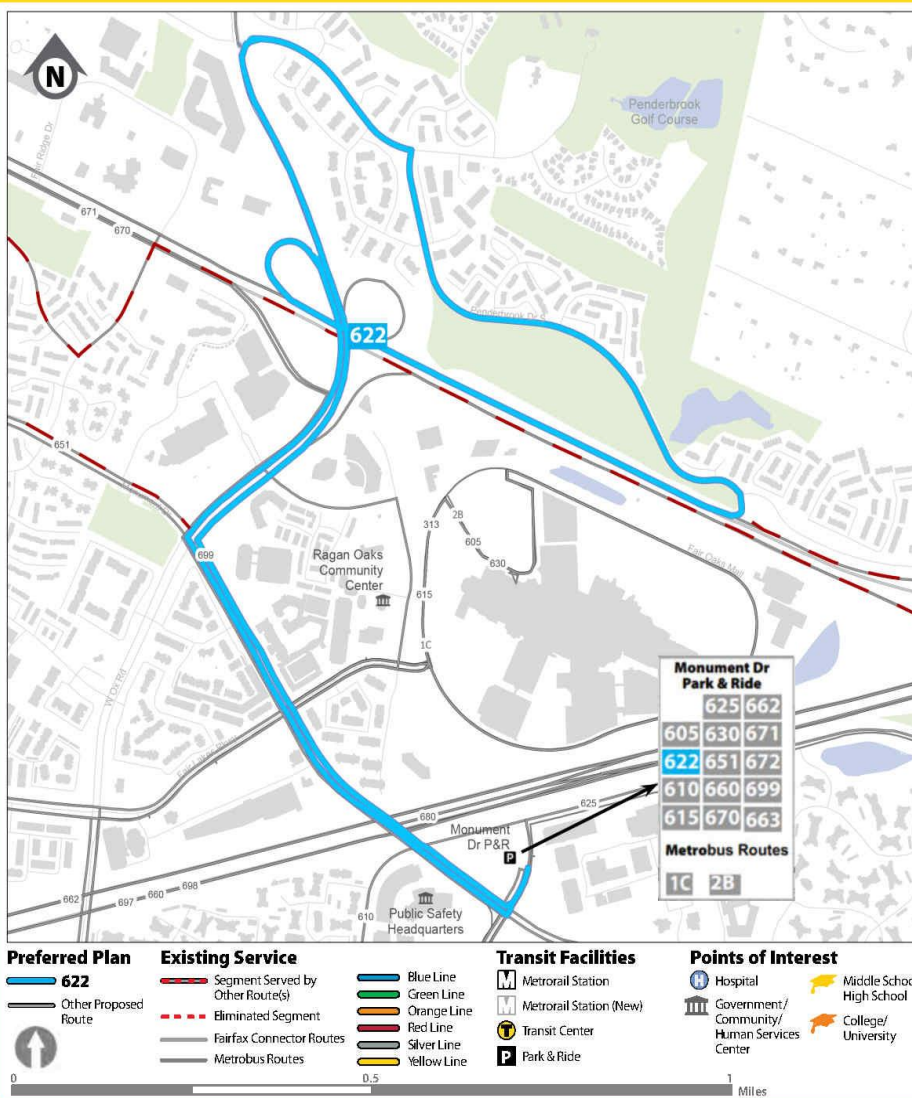 N
Penderbrook
Golf Course
Fair Ridge Dr
671
670
622
Penderbrook Dr S
651
699
313
2B
605
630
Fair Oaks Mall
Ragan Oaks
Community
Center
615
1C
W Ox Rd
Monument Dr
Park & Ride
625 662
605 630 671
622 651 672
610 660 699
615 670 663
Metrobus Routes
1C 2B
625
680
Monument
Dr P&R
P
662
697
660
698
610
Public Safety
Headquarters
Preferred Plan
622
Other Proposed
Route
Existing Service
Segment Served by
Other Route(s)
Eliminated Segment
Fairfax Connector Routes
Metrobus Routes
Blue Line
Green Line
Orange Line
Red Line
Silver Line
Yellow Line
Transit Facilities
M Metrorail Station
M Metrorail Station (New)
T Transit Center
P Park & Ride
Points of Interest
H Hospital
Government/
Community/
Human Services
Center
Middle Schoo
High School
College/
University
0 0.5 1
Miles